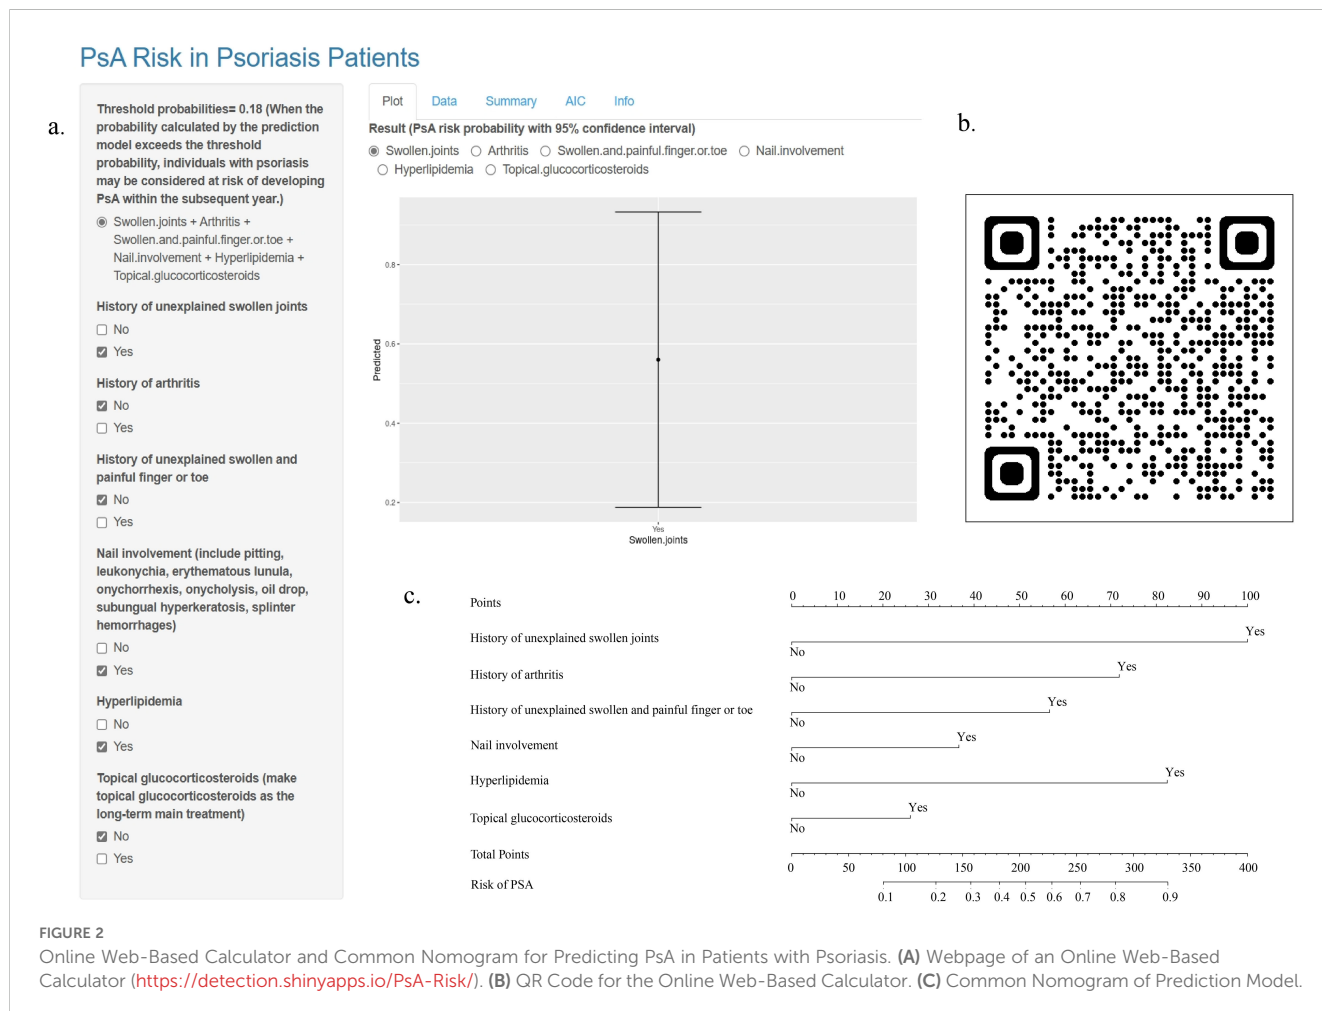 PsA Risk in Psoriasis Patients
a.
Threshold probabilities= 0.18 (When the
probability calculated by the prediction
model exceeds the threshold
probability, individuals with psoriasis
may be considered at risk of developing
PsA within the subsequent year.)
Swollen.joints + Arthritis +
Swollen.and.painful.finger.or.toe +
Nail.involvement + Hyperlipidemia +
Topical.glucocorticosteroids
History of unexplained swollen joints
No
Yes
History of arthritis
No
Yes
History of unexplained swollen and
painful finger or toe
No
Yes
Nail involvement (include pitting,
leukonychia, erythematous lunula,
onychorrhexis, onycholysis, oil drop,
subungual hyperkeratosis, splinter
hemorrhages)
No
Yes
Hyperlipidemia
No
Yes
Topical glucocorticosteroids (make
topical glucocorticosteroids as the
long-term main treatment)
No
Yes
Plot Data Summary AIC Info
Result (PsA risk probability with 95% confidence interval)
Swollen.joints Arthritis Swollen.and.painful.finger.or.toe Nail.involvement
Hyperlipidemia Topical.glucocorticosteroids
Predicted
0.8
0.6
0.4
0.2
Yes
Swollen.joints
b.
c.
Points 0 10 20 30 40 50 60 70 80 90 100
History of unexplained swollen joints No Yes
History of arthritis No Yes
History of unexplained swollen and painful finger or toe No Yes
Nail involvement No Yes
Hyperlipidemia No Yes
Topical glucocorticosteroids No Yes
Total Points 0 50 100 150 200 250 300 350 400
Risk of PSA 0.1 0.2 0.3 0.4 0.5 0.6 0.7 0.8 0.9
FIGURE 2
Online Web-Based Calculator and Common Nomogram for Predicting PsA in Patients with Psoriasis. (A) Webpage of an Online Web-Based
Calculator (https://detection.shinyapps.io/PsA-Risk/). (B) QR Code for the Online Web-Based Calculator. (C) Common Nomogram of Prediction Model.